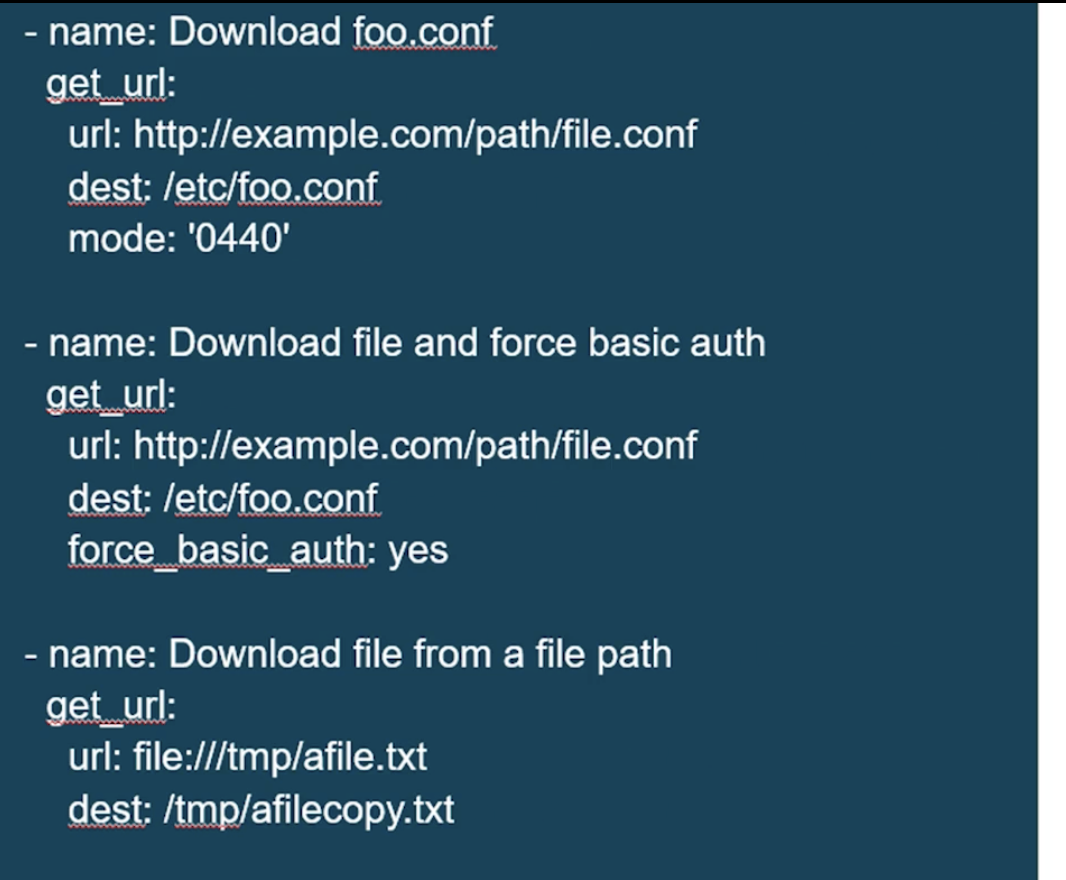 - name: Download foo.conf
get_url:
url: http://example.com/path/file.conf
dest: /etc/foo.conf
mode: '0440'
- name: Download file and force basic auth
get_url:
url: http://example.com/path/file.conf
dest: /etc/foo.conf
force_basic_auth: yes
- name: Download file from a file path
get_url:
url: file:///tmp/afile.txt
dest: /tmp/afilecopy.txt